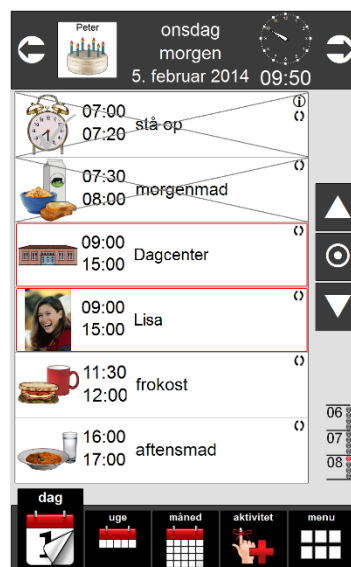 Peter
onsdag
morgen
5. februar 2014 09:50
07:00
07:20
stå op
07:30
08:00
morgenmad
09:00
15:00
Dagcenter
09:00
15:00
Lisa
11:30
12:00
frokost
16:00
17:00
aftensmad
06
07
08
dag
uge
måned
aktivitet
menu
1